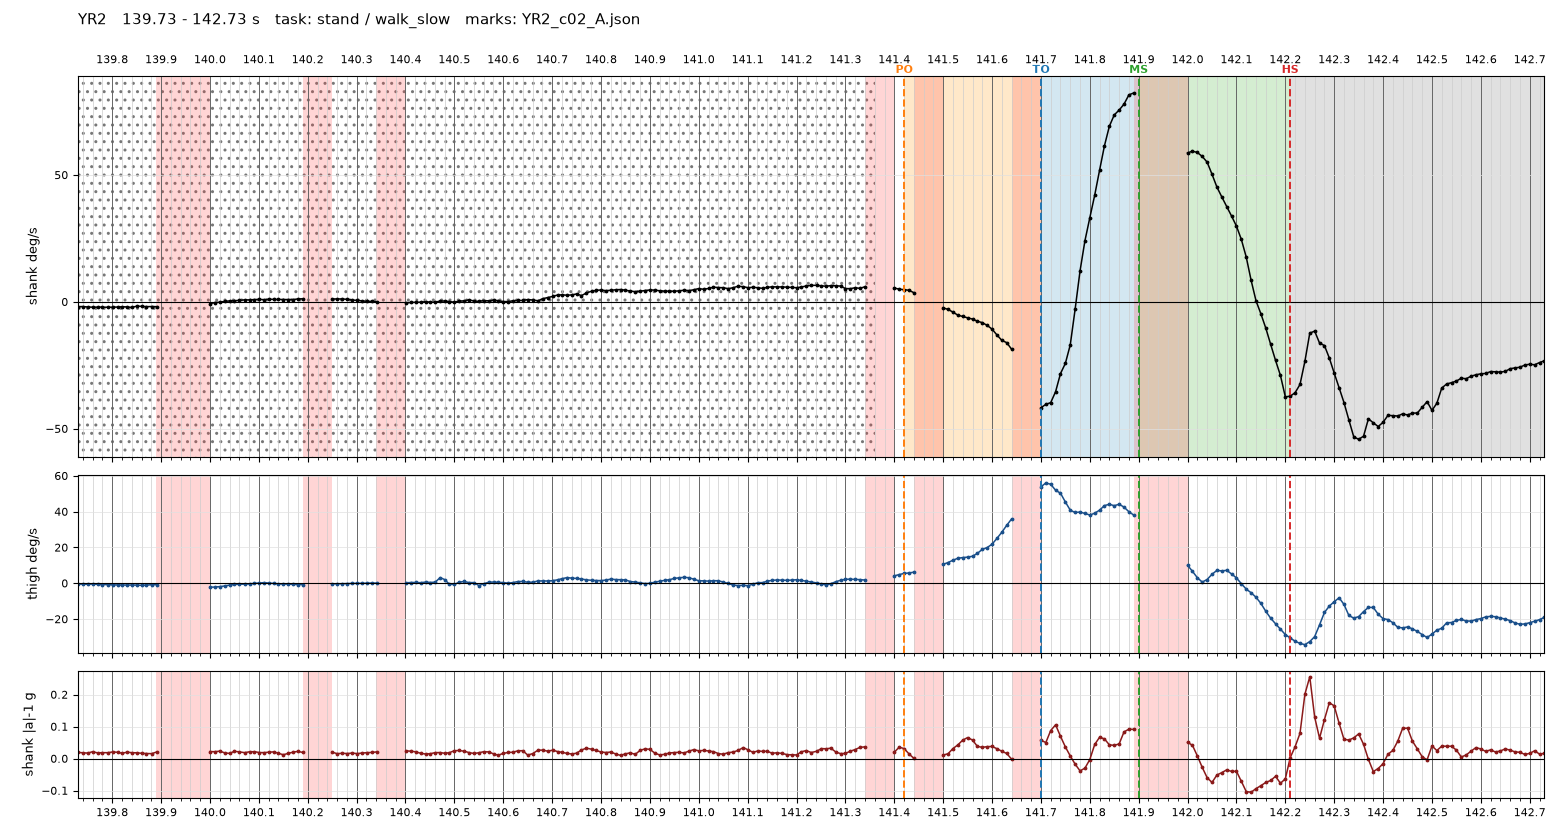 YR2 139.73 - 142.73 s task: stand / walk_slow marks: YR2_c02_A.json
139.8 139.9 140.0 140.1 140.2 140.3 140.4 140.5 140.6 140.7 140.8 140.9 141.0 141.1 141.2 141.3 141.4 141.5 141.6 141.7 141.8 141.9 142.0 142.1 142.2 142.3 142.4 142.5 142.6 142.7
PO TO MS HS
shank deg/s
50
0
−50
thigh deg/s
60
40
20
0
−20
shank |a|-1 g
0.2
0.1
0.0
−0.1
139.8 139.9 140.0 140.1 140.2 140.3 140.4 140.5 140.6 140.7 140.8 140.9 141.0 141.1 141.2 141.3 141.4 141.5 141.6 141.7 141.8 141.9 142.0 142.1 142.2 142.3 142.4 142.5 142.6 142.7